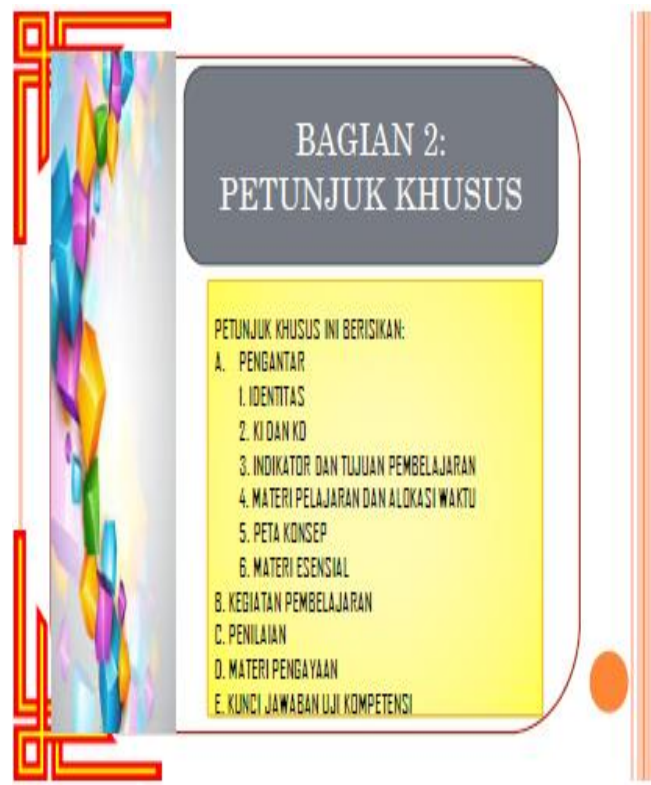 BAGIAN 2:
PETUNJUK KHUSUS
PETUNJUK KHUSUS INI BERISIKAN:
A. PENGANTAR
1. IDENTITAS
2. KI DAN KD
3. INDIKATOR DAN TUJUAN PEMBELAJARAN
4. MATERI PELAJARAN DAN ALOKASI WAKTU
5. PETA KONSEP
6. MATERI ESENSIAL
B. KEGIATAN PEMBELAJARAN
C. PENILAIAN
D. MATERI PENGAYAAN
E. KUNCI JAWABAN UJI KOMPETENSI